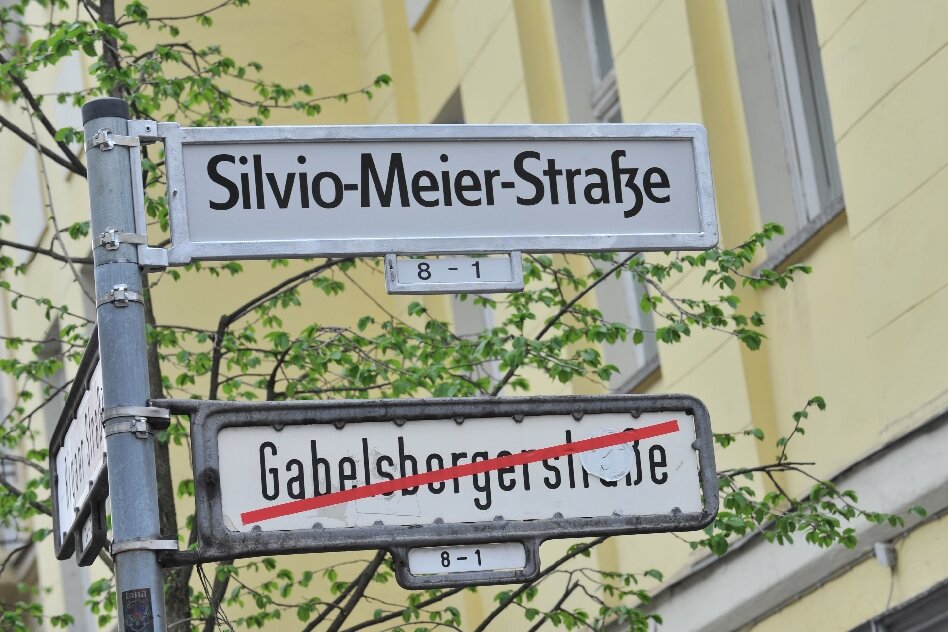 Silvio-Meier-Straße
8 - 1
Gabelsbergerstraße
8-1